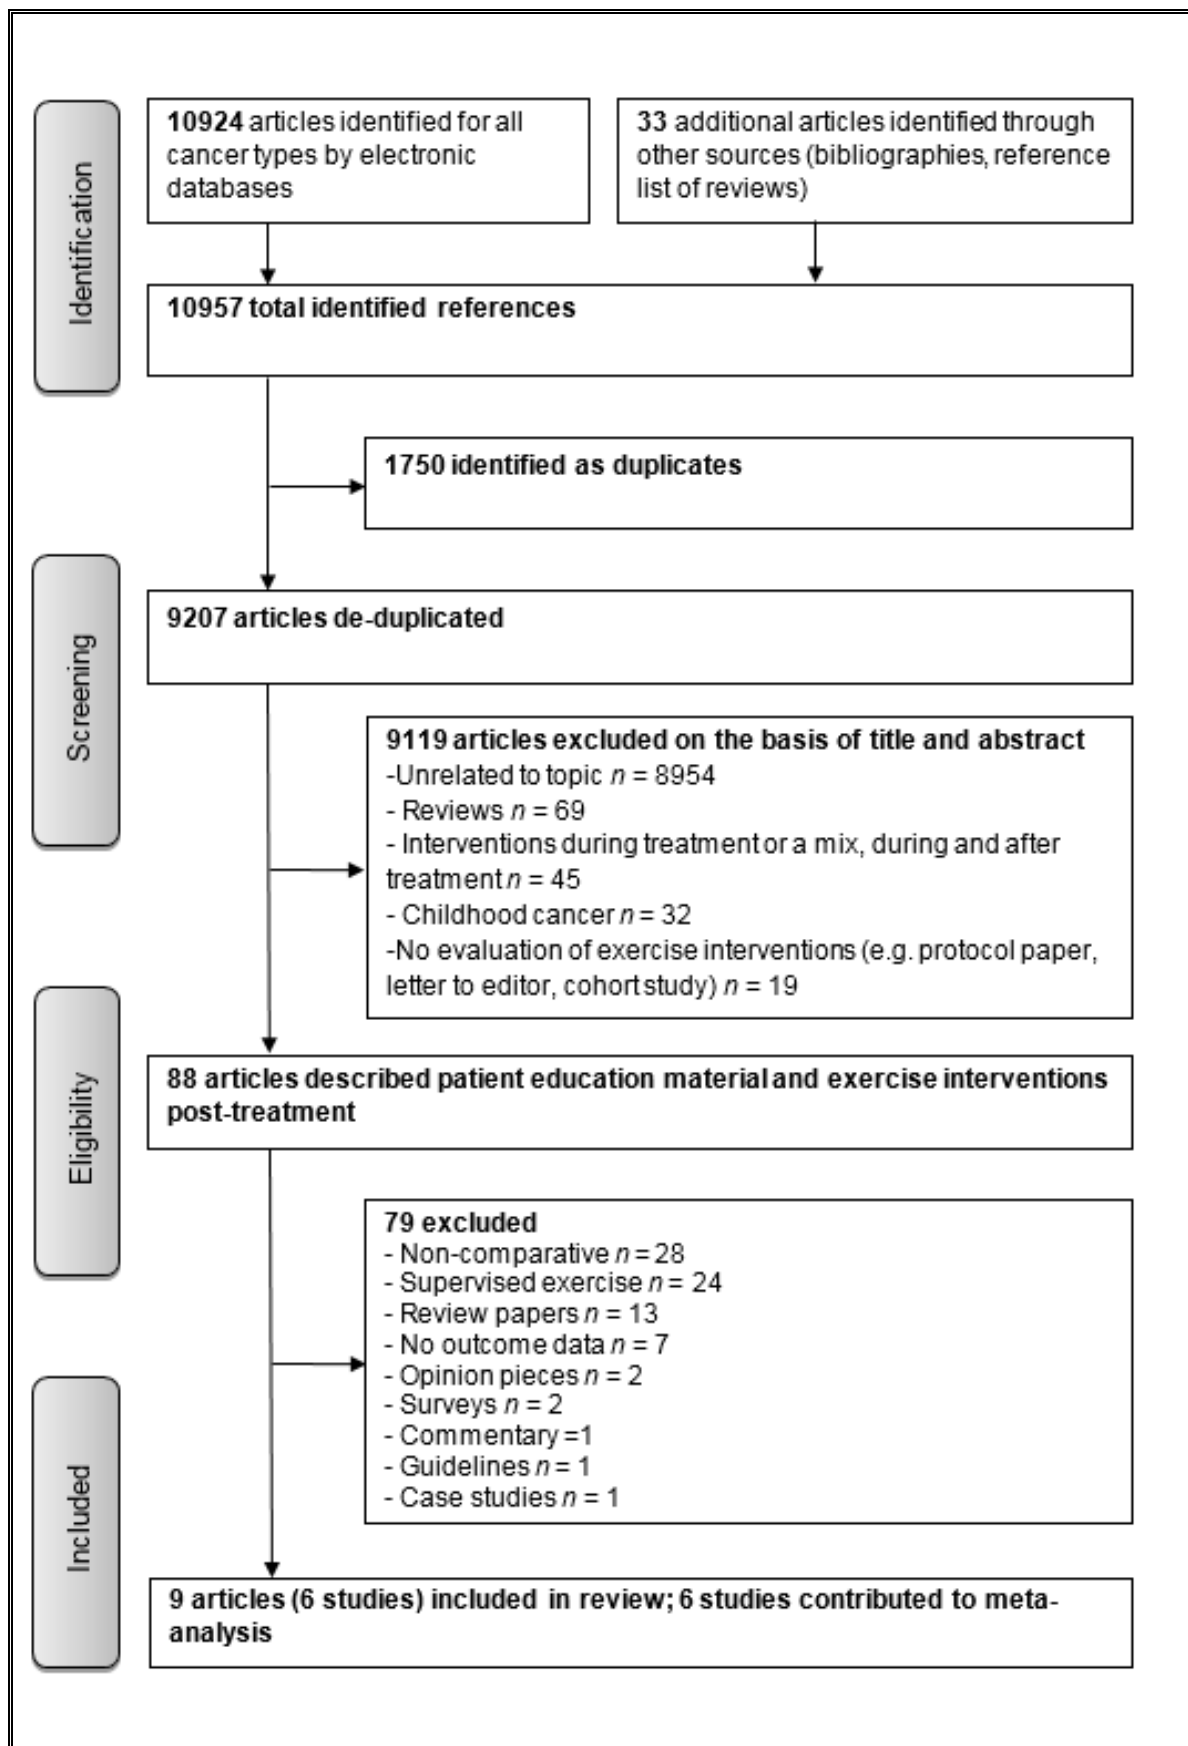 Identification
10924 articles identified for all
cancer types by electronic
databases
33 additional articles identified through
other sources (bibliographies, reference
list of reviews)
10957 total identified references
1750 identified as duplicates
Screening
9207 articles de-duplicated
9119 articles excluded on the basis of title and abstract
-Unrelated to topic n = 8954
- Reviews n = 69
- Interventions during treatment or a mix, during and after
treatment n = 45
- Childhood cancer n = 32
-No evaluation of exercise interventions (e.g. protocol paper,
letter to editor, cohort study) n = 19
Eligibility
88 articles described patient education material and exercise interventions
post-treatment
79 excluded
- Non-comparative n = 28
- Supervised exercise n = 24
- Review papers n = 13
- No outcome data n = 7
- Opinion pieces n = 2
- Surveys n = 2
- Commentary =1
- Guidelines n = 1
- Case studies n = 1
Included
9 articles (6 studies) included in review; 6 studies contributed to meta-
analysis